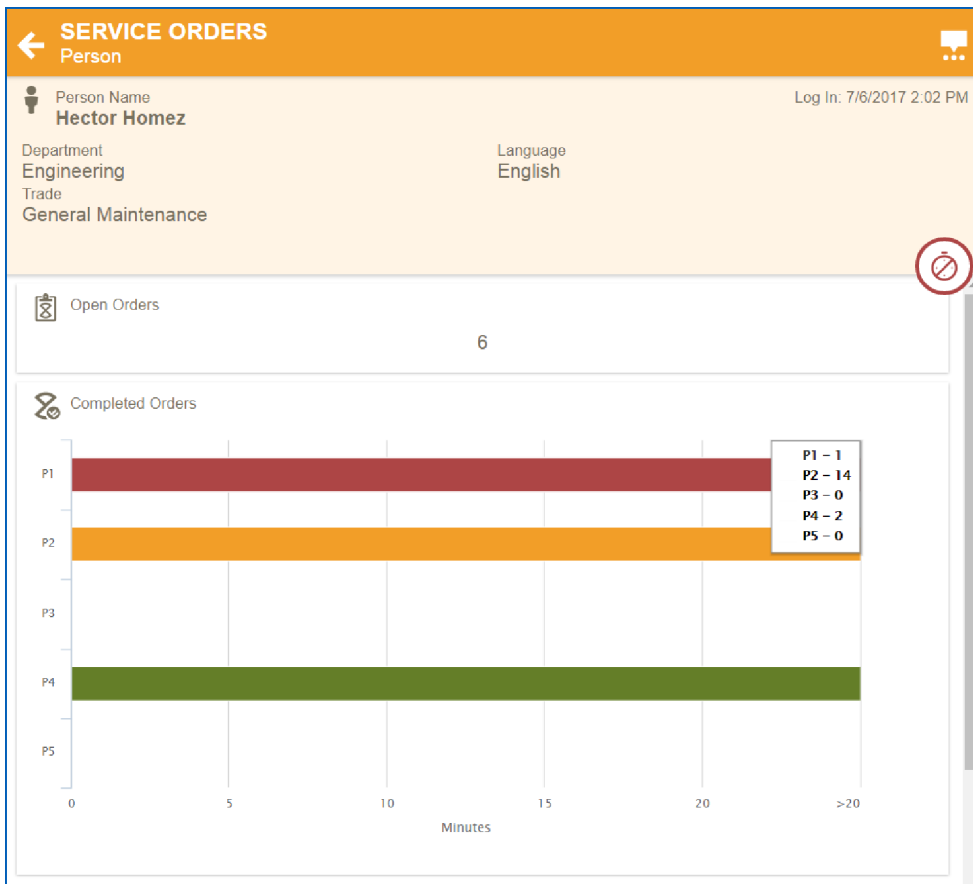 SERVICE ORDERS
Person
Person Name
Hector Homez
Log In: 7/6/2017 2:02 PM
Department
Engineering
Language
English
Trade
General Maintenance
Open Orders
6
Completed Orders
P1 – 1
P2 – 14
P3 – 0
P4 – 2
P5 – 0
P1
P2
P3
P4
P5
0 5 10 15 20 >20
Minutes